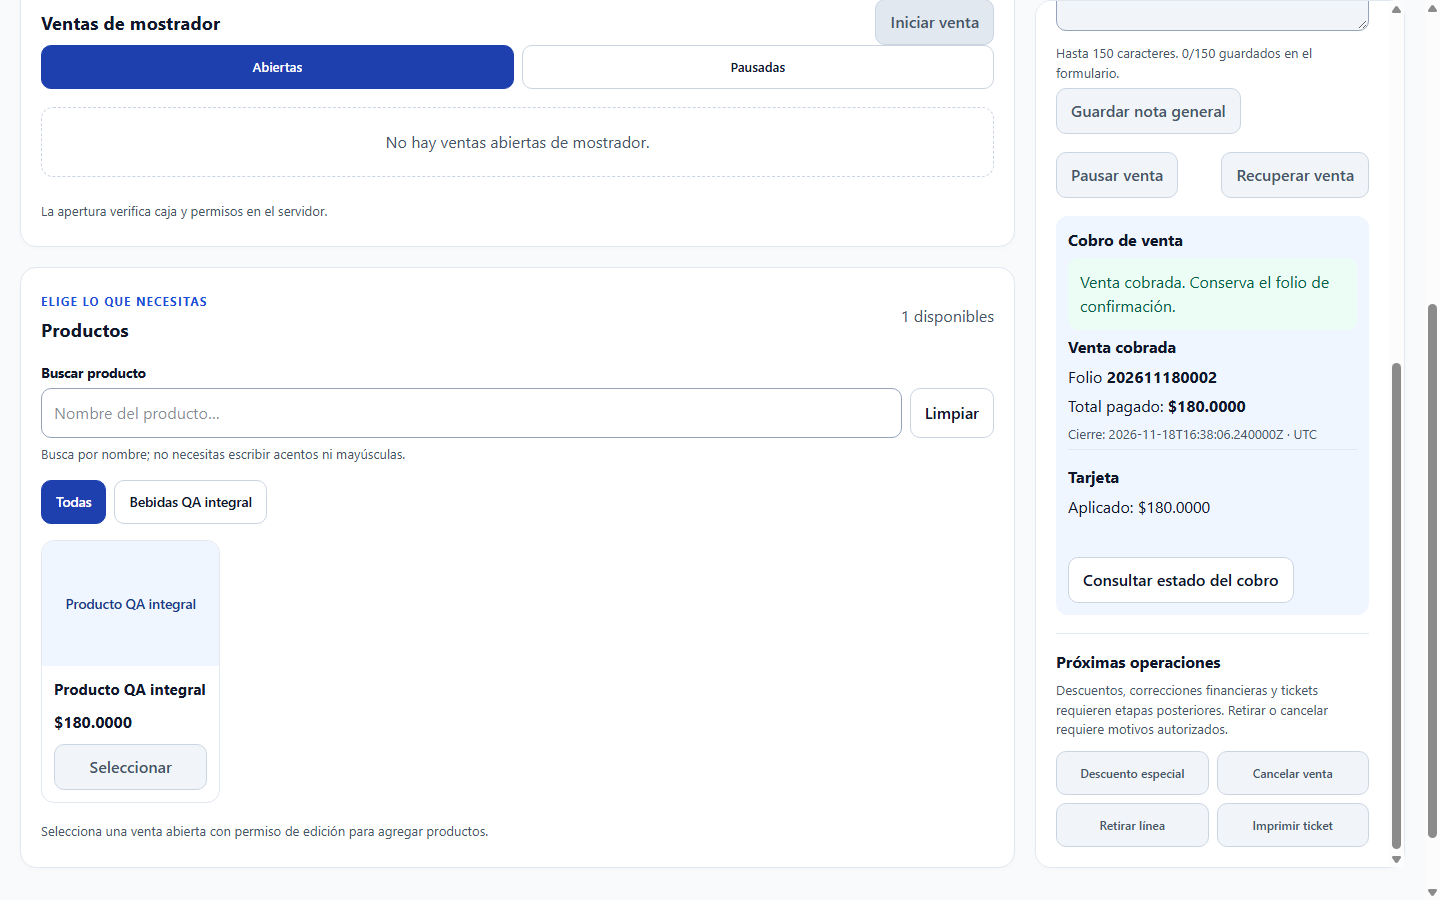 Ventas de mostrador
Iniciar venta
Abiertas
Pausadas
No hay ventas abiertas de mostrador.
La apertura verifica caja y permisos en el servidor.
ELIGE LO QUE NECESITAS
Productos
1 disponibles
Buscar producto
Nombre del producto...
Limpiar
Busca por nombre; no necesitas escribir acentos ni mayúsculas.
Todas
Bebidas QA integral
Producto QA integral
Producto QA integral
$180.0000
Seleccionar
Selecciona una venta abierta con permiso de edición para agregar productos.
Hasta 150 caracteres. 0/150 guardados en el
formulario.
Guardar nota general
Pausar venta
Recuperar venta
Cobro de venta
Venta cobrada. Conserva el folio de
confirmación.
Venta cobrada
Folio 202611180002
Total pagado: $180.0000
Cierre: 2026-11-18T16:38:06.240000Z · UTC
Tarjeta
Aplicado: $180.0000
Consultar estado del cobro
Próximas operaciones
Descuentos, correcciones financieras y tickets
requieren etapas posteriores. Retirar o cancelar
requiere motivos autorizados.
Descuento especial
Cancelar venta
Retirar línea
Imprimir ticket